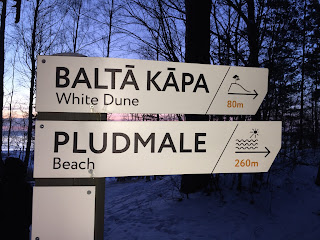 BALTĀ KĀPA
White Dune
80m
PLUDMALE
Beach
260m